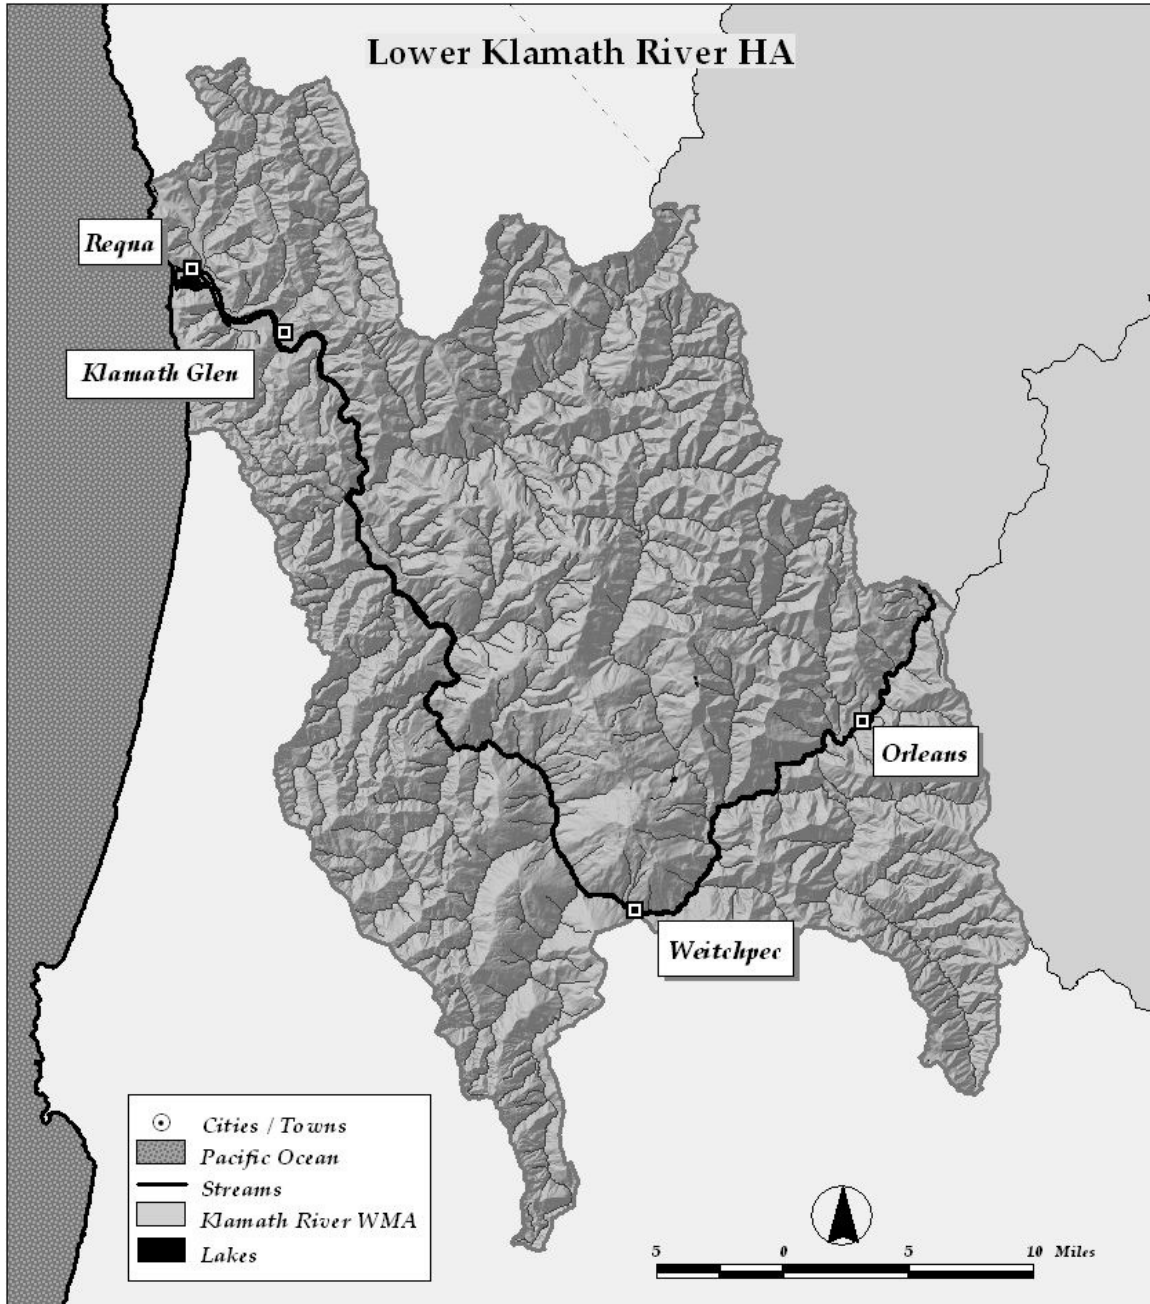 Lower Klamath River HA
Requa
Klamath Glen
Orleans
Weitchpec
Cities / Towns
Pacific Ocean
Streams
Klamath River WMA
Lakes
5 0 5 10 Miles